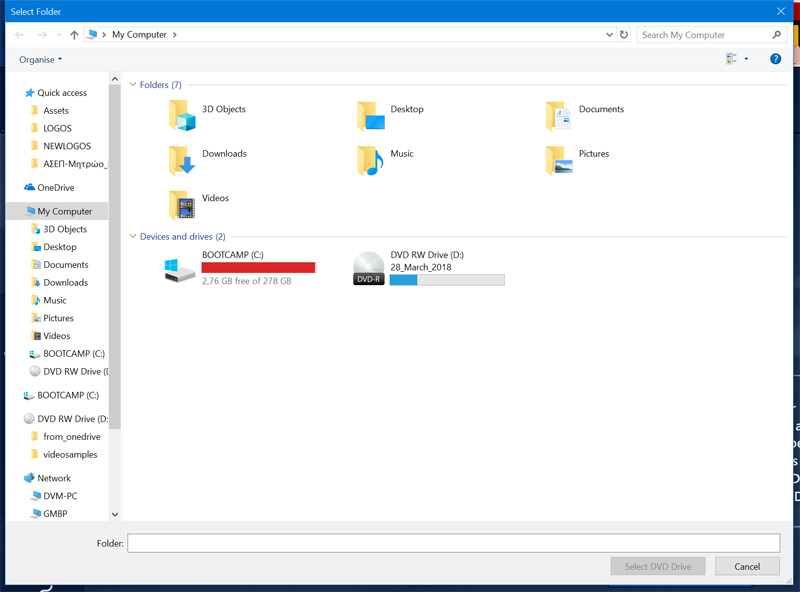 Select Folder
My Computer
Search My Computer
Organise
Quick access
Assets
LOGOS
NEWLOGOS
ΑΣΕΠ-Μητρώο_
OneDrive
My Computer
3D Objects
Desktop
Documents
Downloads
Music
Pictures
Videos
BOOTCAMP (C:)
DVD RW Drive (D
BOOTCAMP (C:)
DVD RW Drive (D:
from_onedrive
videosamples
Network
DVM-PC
GMBP
Folders (7)
3D Objects
Desktop
Documents
Downloads
Music
Pictures
Videos
Devices and drives (2)
BOOTCAMP (C:)
2,76 GB free of 278 GB
DVD RW Drive (D:)
28_March_2018
DVD-R
Folder:
Select DVD Drive
Cancel